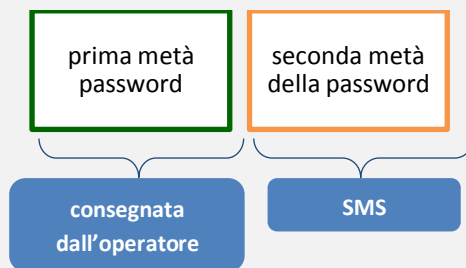 prima metà
password
seconda metà
della password
consegnata
dall’operatore
SMS